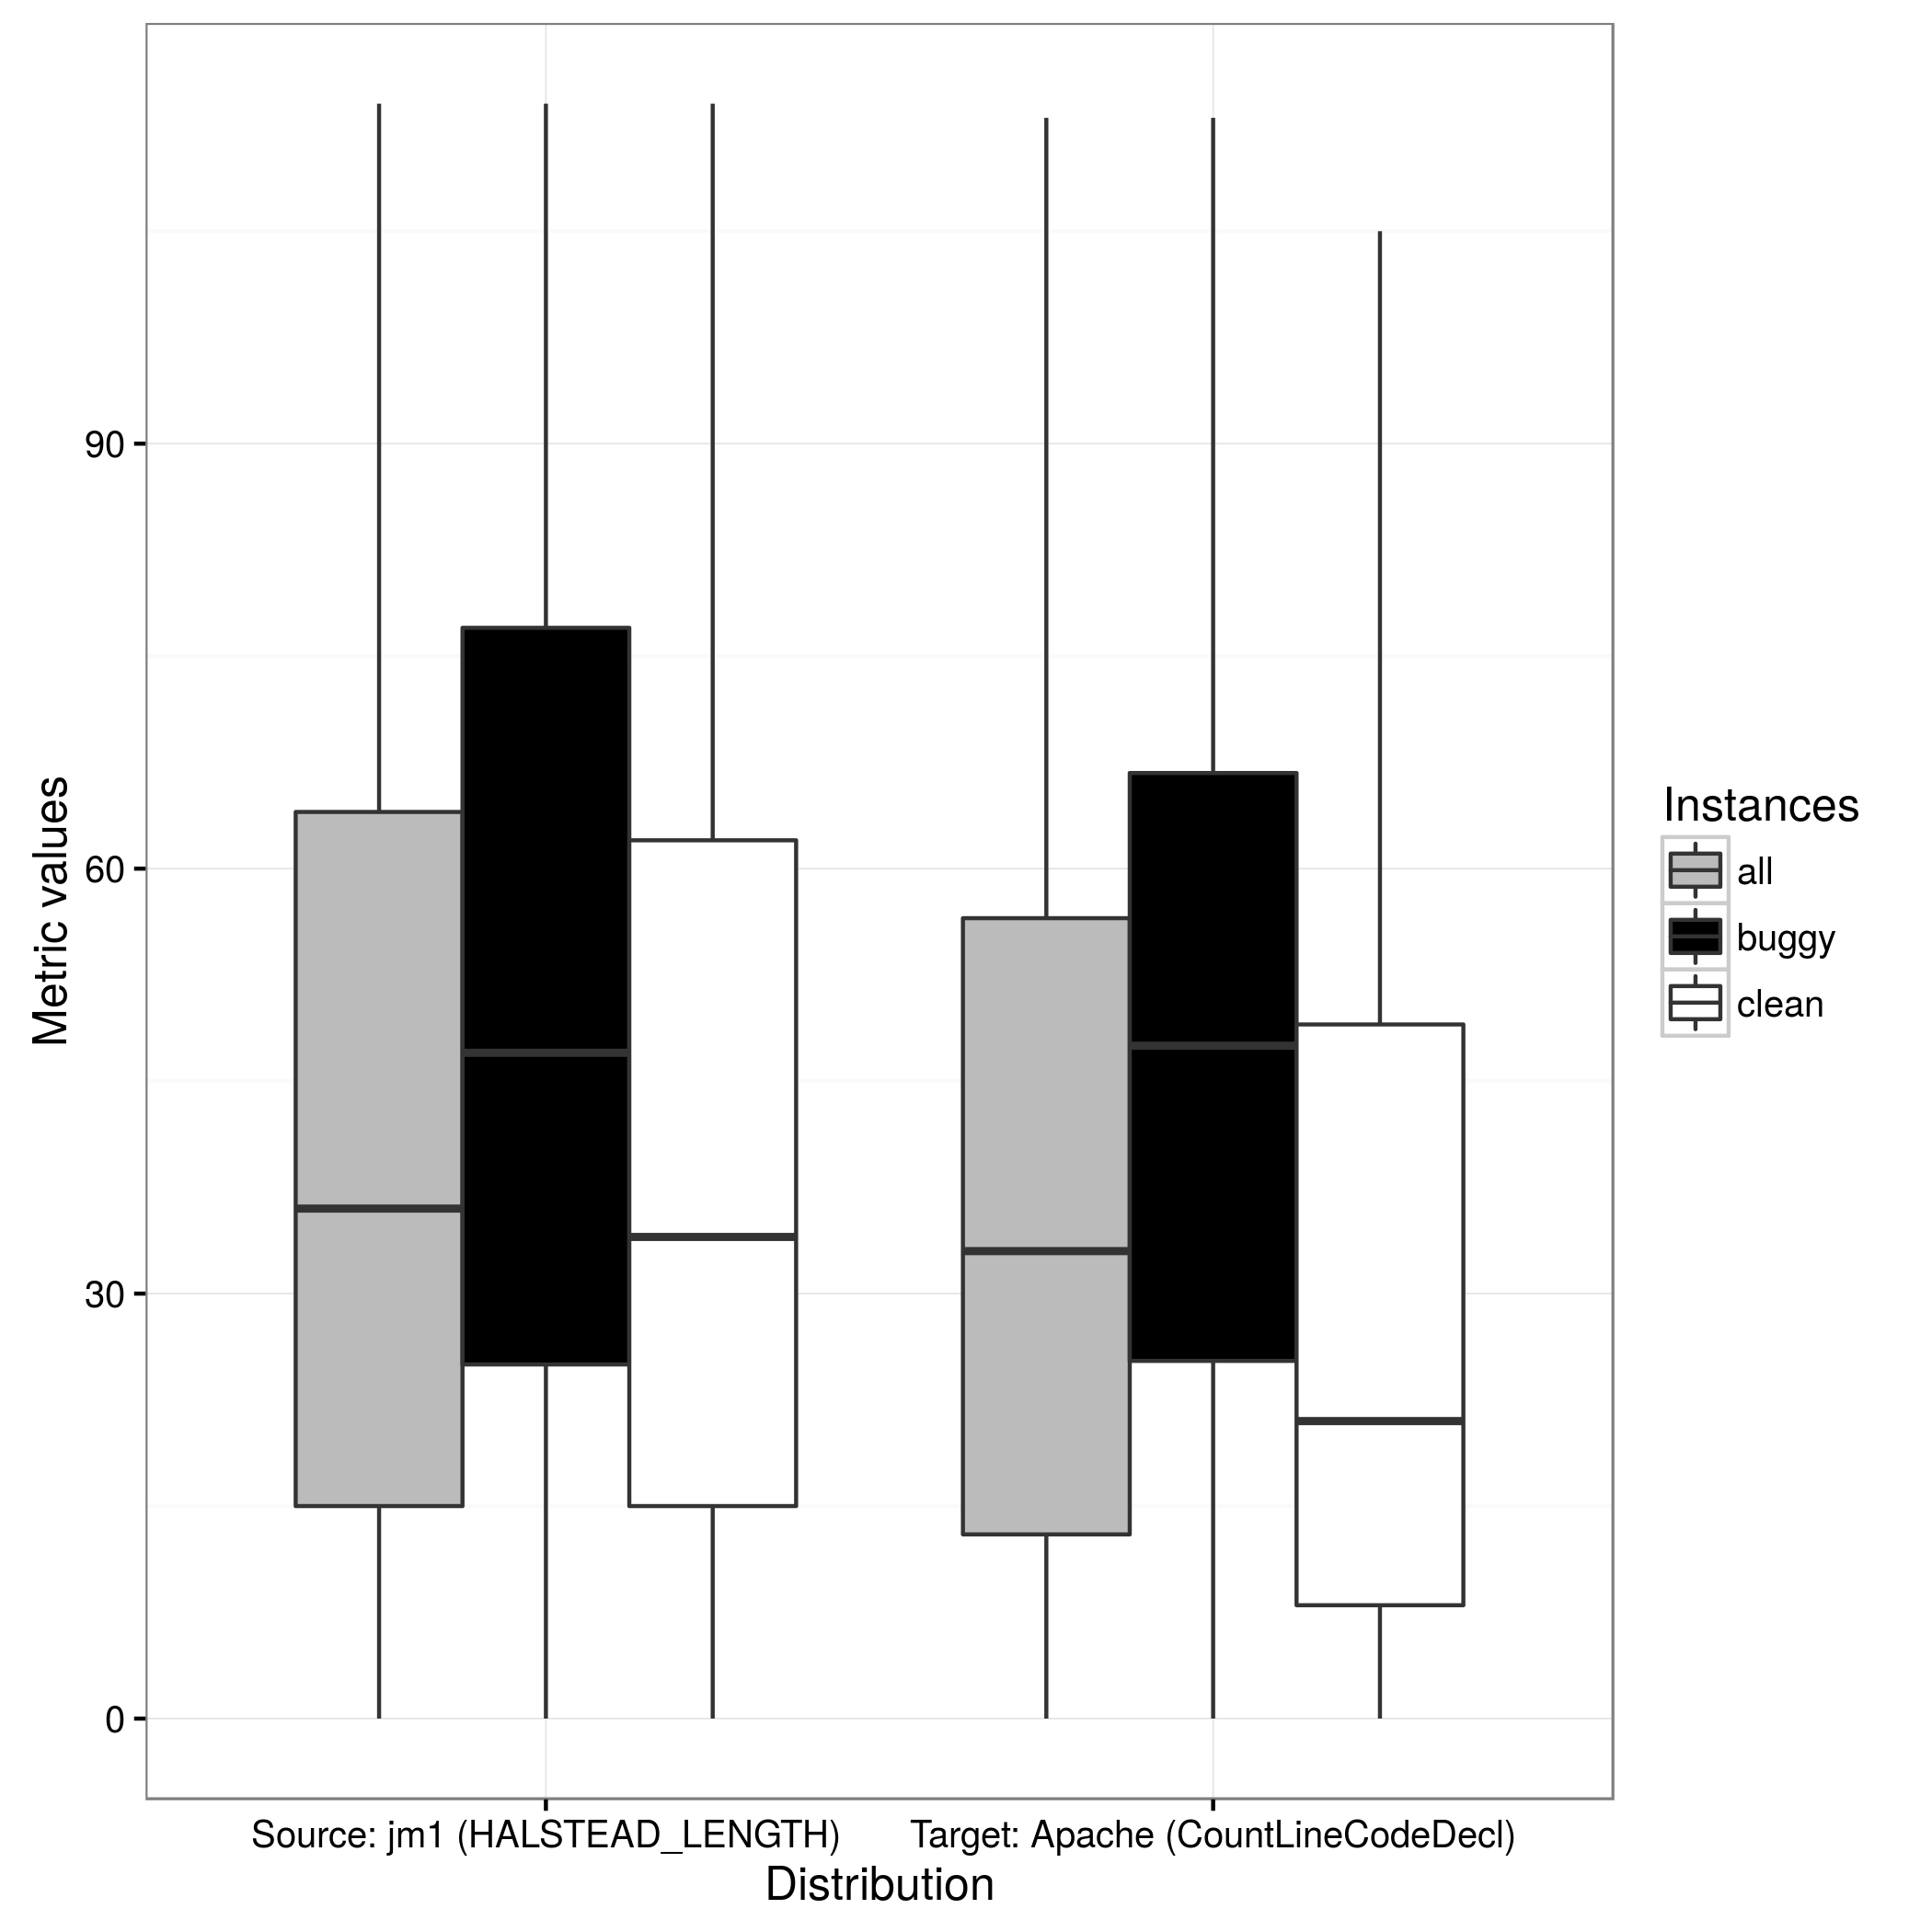 Metric values
90
60
30
0
Source: jm1 (HALSTEAD_LENGTH)
Target: Apache (CountLineCodeDecl)
Distribution
Instances
all
buggy
clean